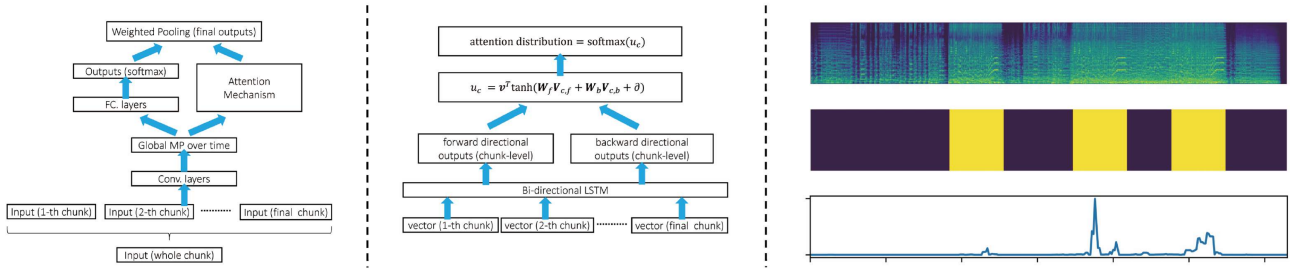 Weighted Pooling (final outputs)
Outputs (softmax)
Attention
Mechanism
FC. layers
Global MP over time
Conv. layers
Input (1-th chunk)
Input (2-th chunk)
Input (final chunk)
Input (whole chunk)
attention distribution = softmax(u_c)
u_c = v^T tanh(W_f V_{c,f} + W_b V_{c,b} + ∂)
forward directional
outputs (chunk-level)
backward directional
outputs (chunk-level)
Bi-directional LSTM
vector (1-th chunk)
vector (2-th chunk)
vector (final chunk)